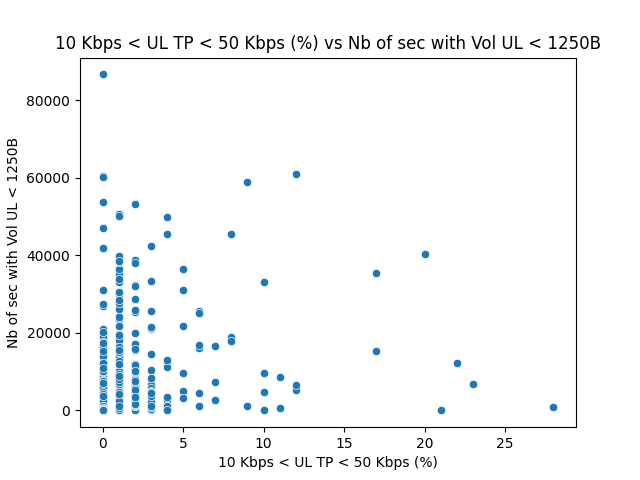 10 Kbps < UL TP < 50 Kbps (%) vs Nb of sec with Vol UL < 1250B
80000
60000
40000
20000
0
Nb of sec with Vol UL < 1250B
0 5 10 15 20 25
10 Kbps < UL TP < 50 Kbps (%)